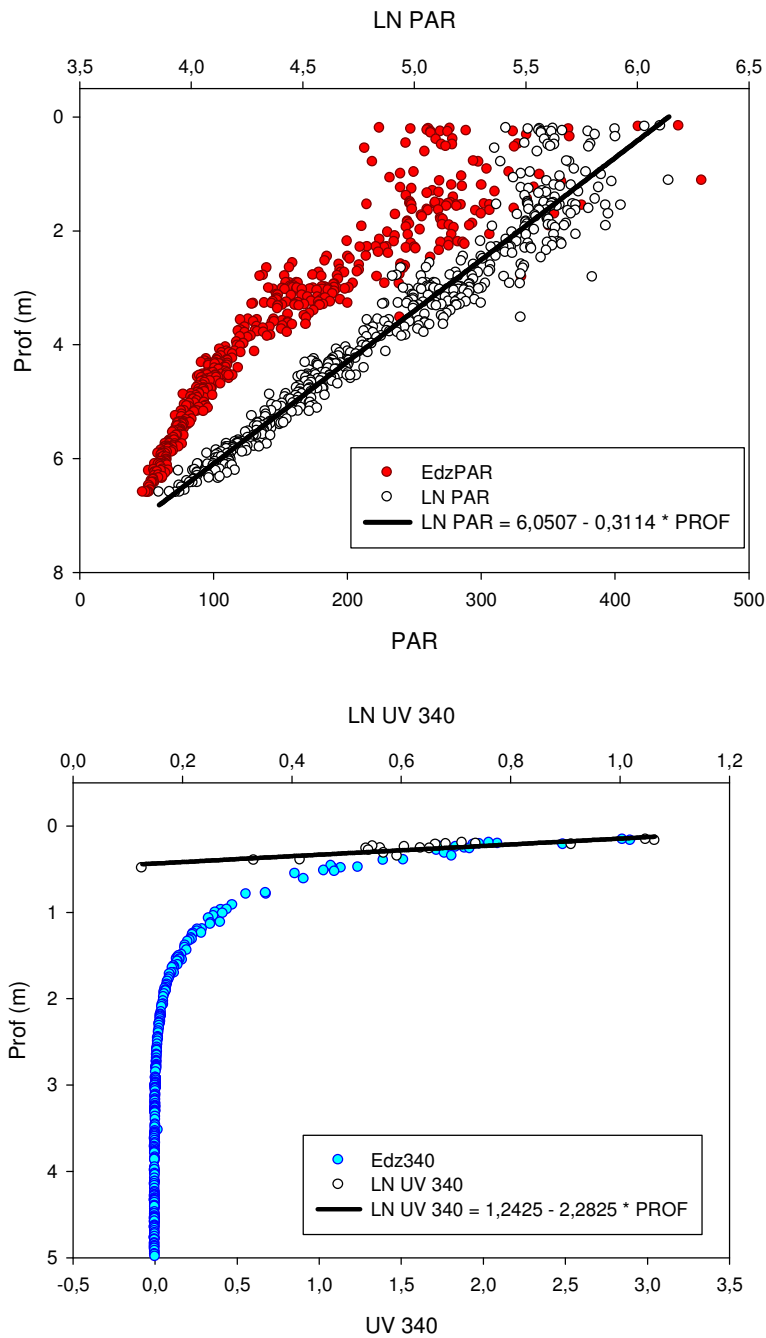 LN PAR
3,5 4,0 4,5 5,0 5,5 6,0 6,5
0
2
4
6
8
Prof (m)
EdzPAR
LN PAR
LN PAR = 6,0507 - 0,3114 * PROF
0 100 200 300 400 500
PAR
LN UV 340
0,0 0,2 0,4 0,6 0,8 1,0 1,2
0
1
2
3
4
5
Prof (m)
Edz340
LN UV 340
LN UV 340 = 1,2425 - 2,2825 * PROF
-0,5 0,0 0,5 1,0 1,5 2,0 2,5 3,0 3,5
UV 340